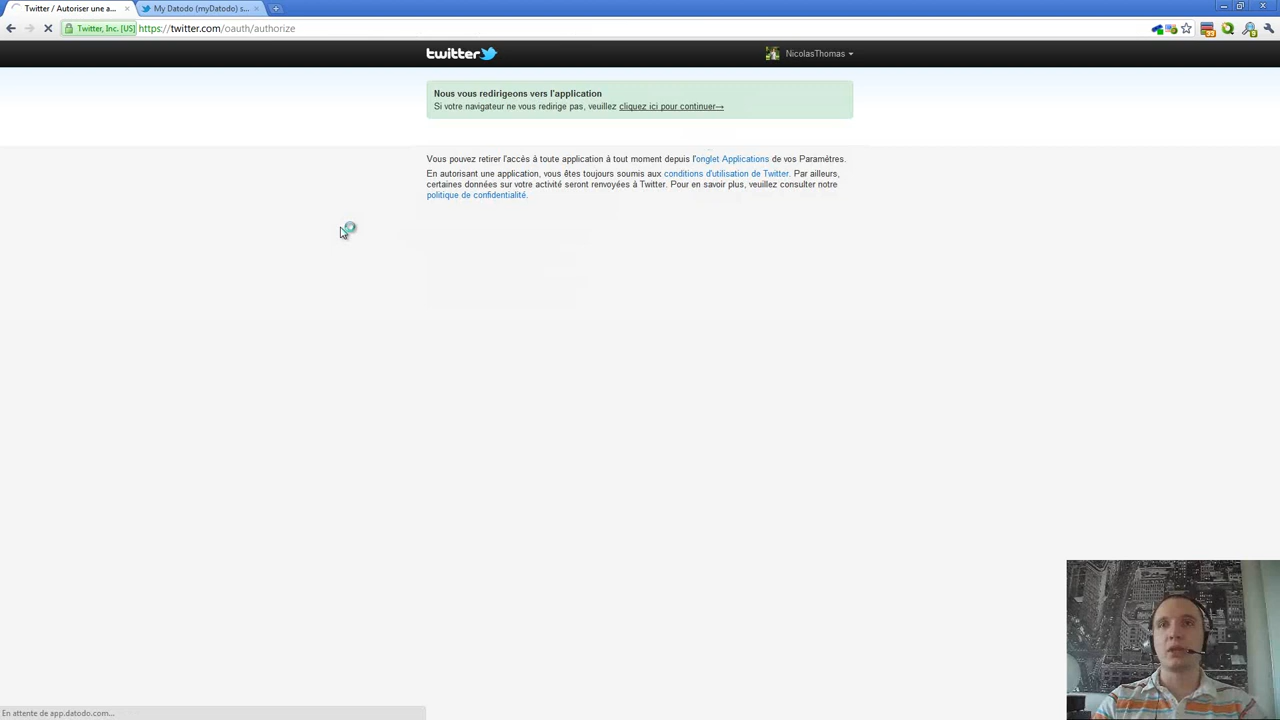 Twitter / Autoriser une a...
My Datodo (myDatodo) s...
Twitter, Inc. [US]
https://twitter.com/oauth/authorize
twitter
NicolasThomas
Nous vous redirigeons vers l'application
Si votre navigateur ne vous redirige pas, veuillez cliquez ici pour continuer→
Vous pouvez retirer l'accès à toute application à tout moment depuis l'onglet Applications de vos Paramètres.
En autorisant une application, vous êtes toujours soumis aux conditions d'utilisation de Twitter. Par ailleurs,
certaines données sur votre activité seront renvoyées à Twitter. Pour en savoir plus, veuillez consulter notre
politique de confidentialité.
En attente de app.datodo.com...